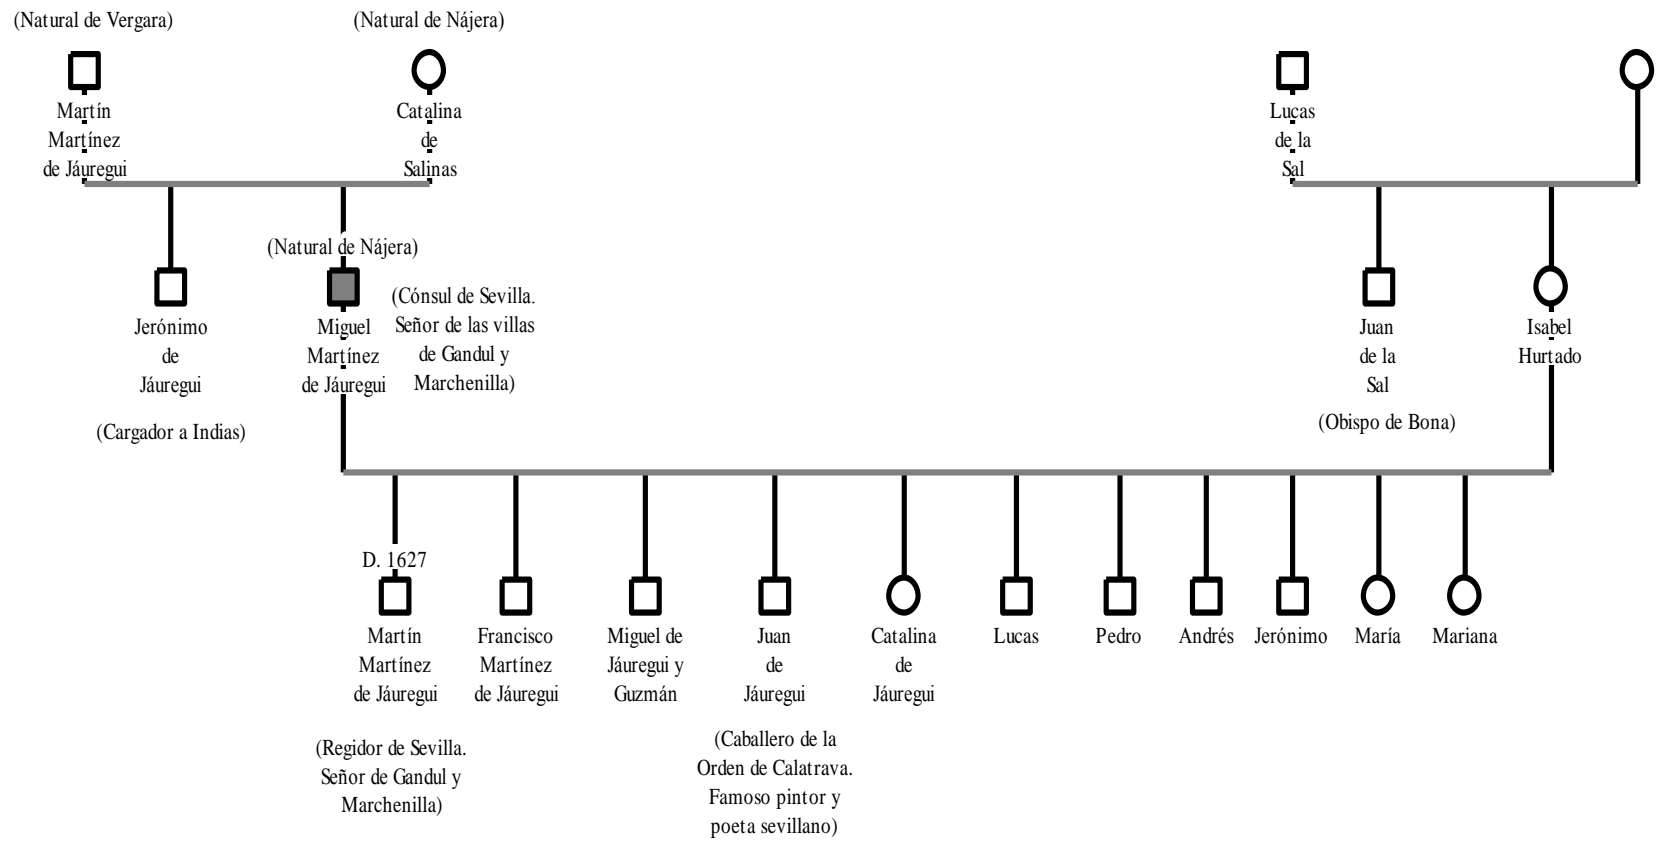 (Natural de Vergara)
(Natural de Nájera)
Martín
Martínez
de Jáuregui
Catalina
de
Salinas
Lucas
de la
Sal
(Natural de Nájera)
Jerónimo
de
Jáuregui
(Cargador a Indias)
Miguel
Martínez
de Jáuregui
(Cónsul de Sevilla.
Señor de las villas
de Gandul y
Marchenilla)
Juan
de la
Sal
(Obispo de Bona)
Isabel
Hurtado
D. 1627
Martín
Martínez
de Jáuregui
(Regidor de Sevilla.
Señor de Gandul y
Marchenilla)
Francisco
Martínez
de Jáuregui
Miguel de
Jáuregui y
Guzmán
Juan
de
Jáuregui
(Caballero de la
Orden de Calatrava.
Famoso pintor y
poeta sevillano)
Catalina
de
Jáuregui
Lucas
Pedro
Andrés
Jerónimo
María
Mariana